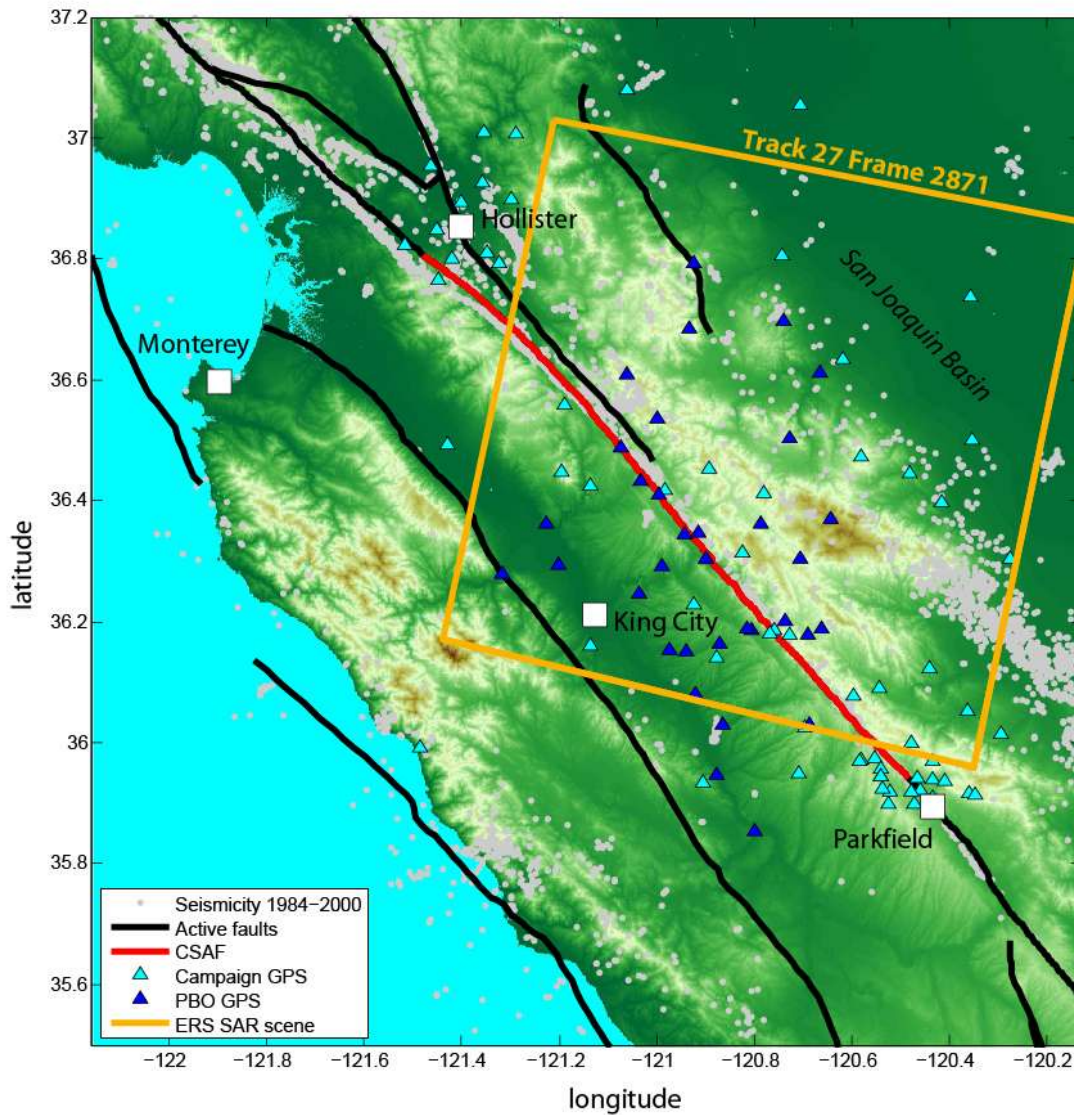 37.2
37
36.8
36.6
36.4
36.2
36
35.8
35.6
latitude
Track 27 Frame 2871
Hollister
San Joaquin Basin
Monterey
King City
Parkfield
Seismicity 1984−2000
Active faults
CSAF
Campaign GPS
PBO GPS
ERS SAR scene
−122 −121.8 −121.6 −121.4 −121.2 −121 −120.8 −120.6 −120.4 −120.2
longitude